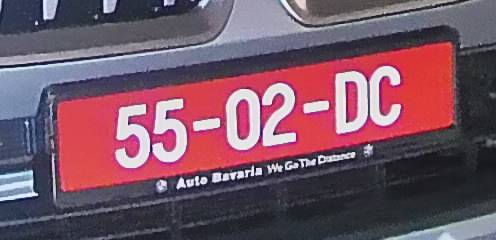 55-02-DC
Auto Bavaria We Go The Distance